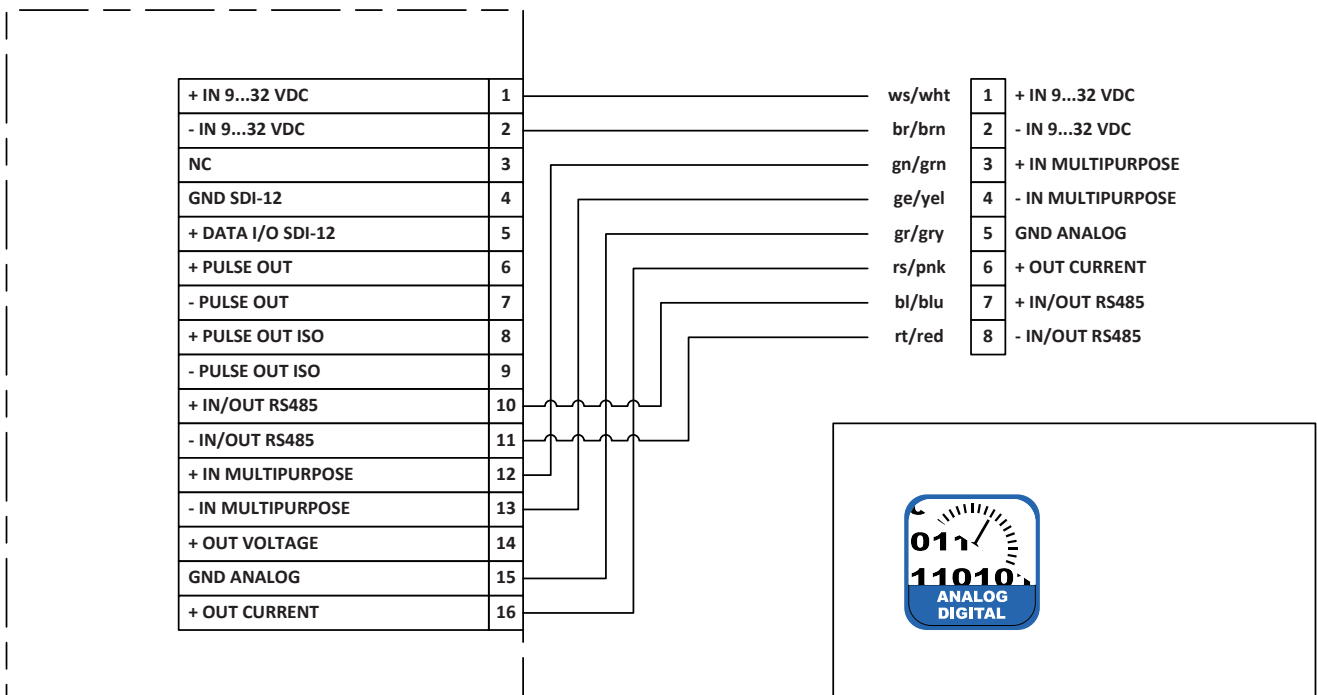 + IN 9...32 VDC 1
- IN 9...32 VDC 2
NC 3
GND SDI-12 4
+ DATA I/O SDI-12 5
+ PULSE OUT 6
- PULSE OUT 7
+ PULSE OUT ISO 8
- PULSE OUT ISO 9
+ IN/OUT RS485 10
- IN/OUT RS485 11
+ IN MULTIPURPOSE 12
- IN MULTIPURPOSE 13
+ OUT VOLTAGE 14
GND ANALOG 15
+ OUT CURRENT 16
ws/wht 1 + IN 9...32 VDC
br/brn 2 - IN 9...32 VDC
gn/grn 3 + IN MULTIPURPOSE
ge/yel 4 - IN MULTIPURPOSE
gr/gry 5 GND ANALOG
rs/pnk 6 + OUT CURRENT
bl/blu 7 + IN/OUT RS485
rt/red 8 - IN/OUT RS485
011
11010
ANALOG
DIGITAL